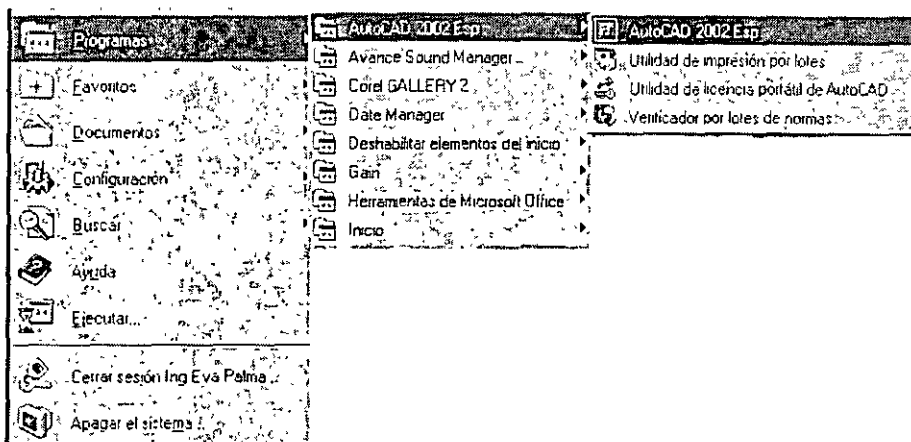 Programas
Favoritos
Documentos
Configuración
Buscar
Ayuda
Ejecutar...
Cerrar sesión Ing Eva Palma...
Apagar el sistema...
AutoCAD 2002 Esp
Avance Sound Manager
Corel GALLERY 2
Date Manager
Deshabilitar elementos del inicio
Gain
Herramientas de Microsoft Office
Inicio
AutoCAD 2002 Esp
Utilidad de impresión por lotes
Utilidad de licencia portátil de AutoCAD
Verificador por lotes de normas